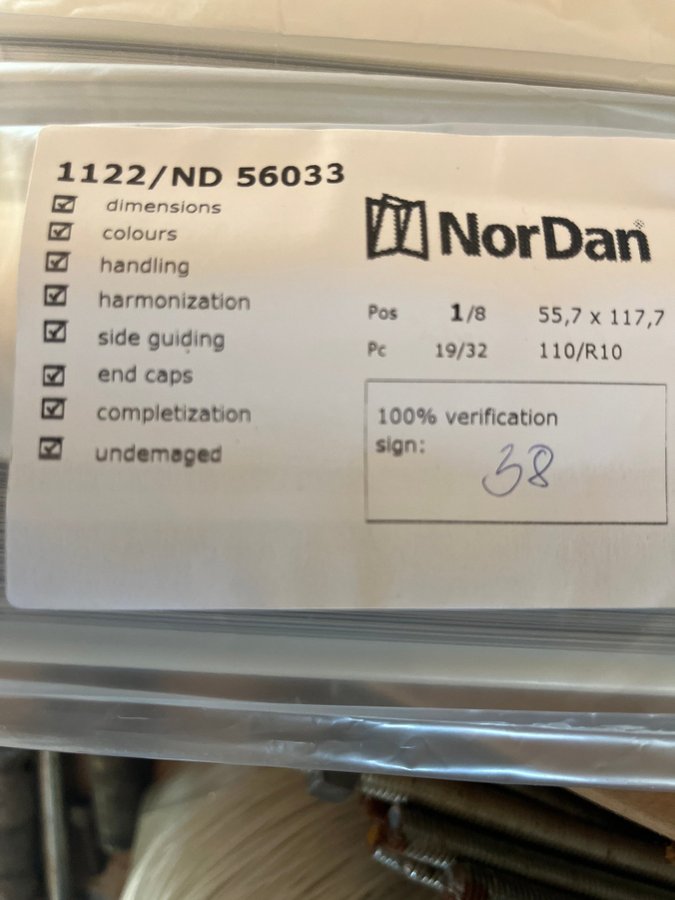 1122/ND 56033
dimensions
colours
handling
harmonization
side guiding
end caps
completization
undemaged
NorDan
Pos 1/8 55,7 x 117,7
Pc 19/32 110/R10
100% verification
sign:
38